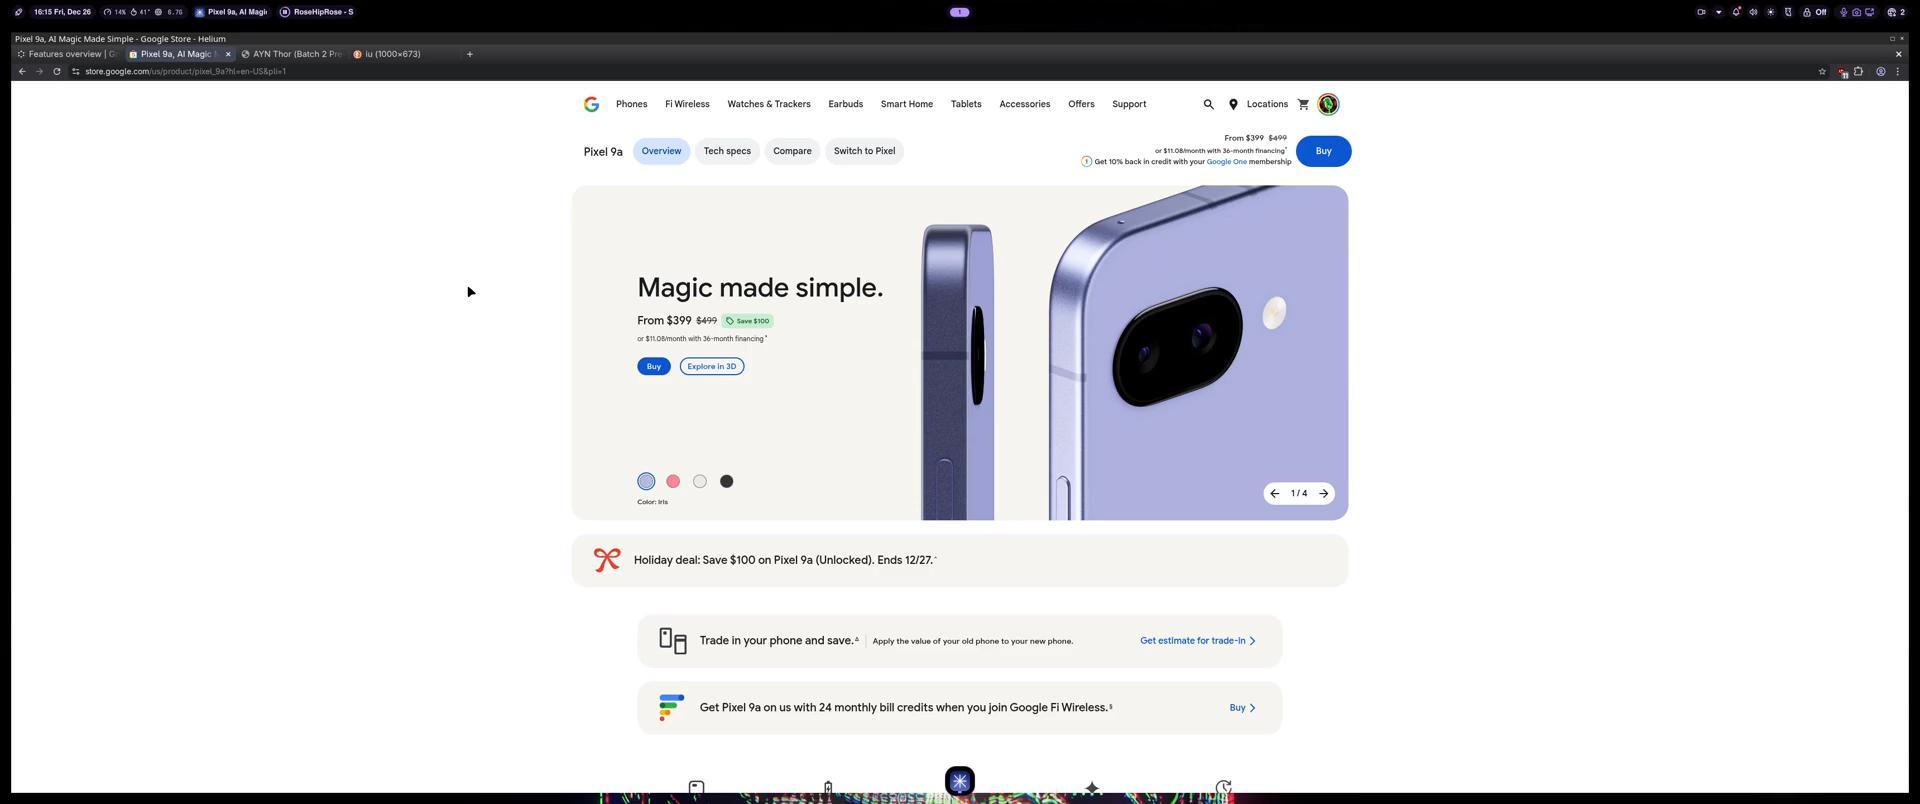 16:15 Fri, Dec 26
14%
41°
6.7G
Pixel 9a, AI Magi
RoseHipRose - S
1
Off
2
Pixel 9a, AI Magic Made Simple - Google Store - Helium
Features overview | G
Pixel 9a, AI Magic
AYN Thor (Batch 2 Pre
iu (1000×673)
store.google.com/us/product/pixel_9a?hl=en-US&pli=1
Phones
Fi Wireless
Watches & Trackers
Earbuds
Smart Home
Tablets
Accessories
Offers
Support
Locations
Pixel 9a
Overview
Tech specs
Compare
Switch to Pixel
From $399 $499
or $11.08/month with 36-month financing*
Get 10% back in credit with your Google One membership
Buy
Magic made simple.
From $399 $499 Save $100
or $11.08/month with 36-month financing *
Buy
Explore in 3D
Color: Iris
1 / 4
Holiday deal: Save $100 on Pixel 9a (Unlocked). Ends 12/27.^
Trade in your phone and save.Δ
Apply the value of your old phone to your new phone.
Get estimate for trade-in
Get Pixel 9a on us with 24 monthly bill credits when you join Google Fi Wireless.§
Buy